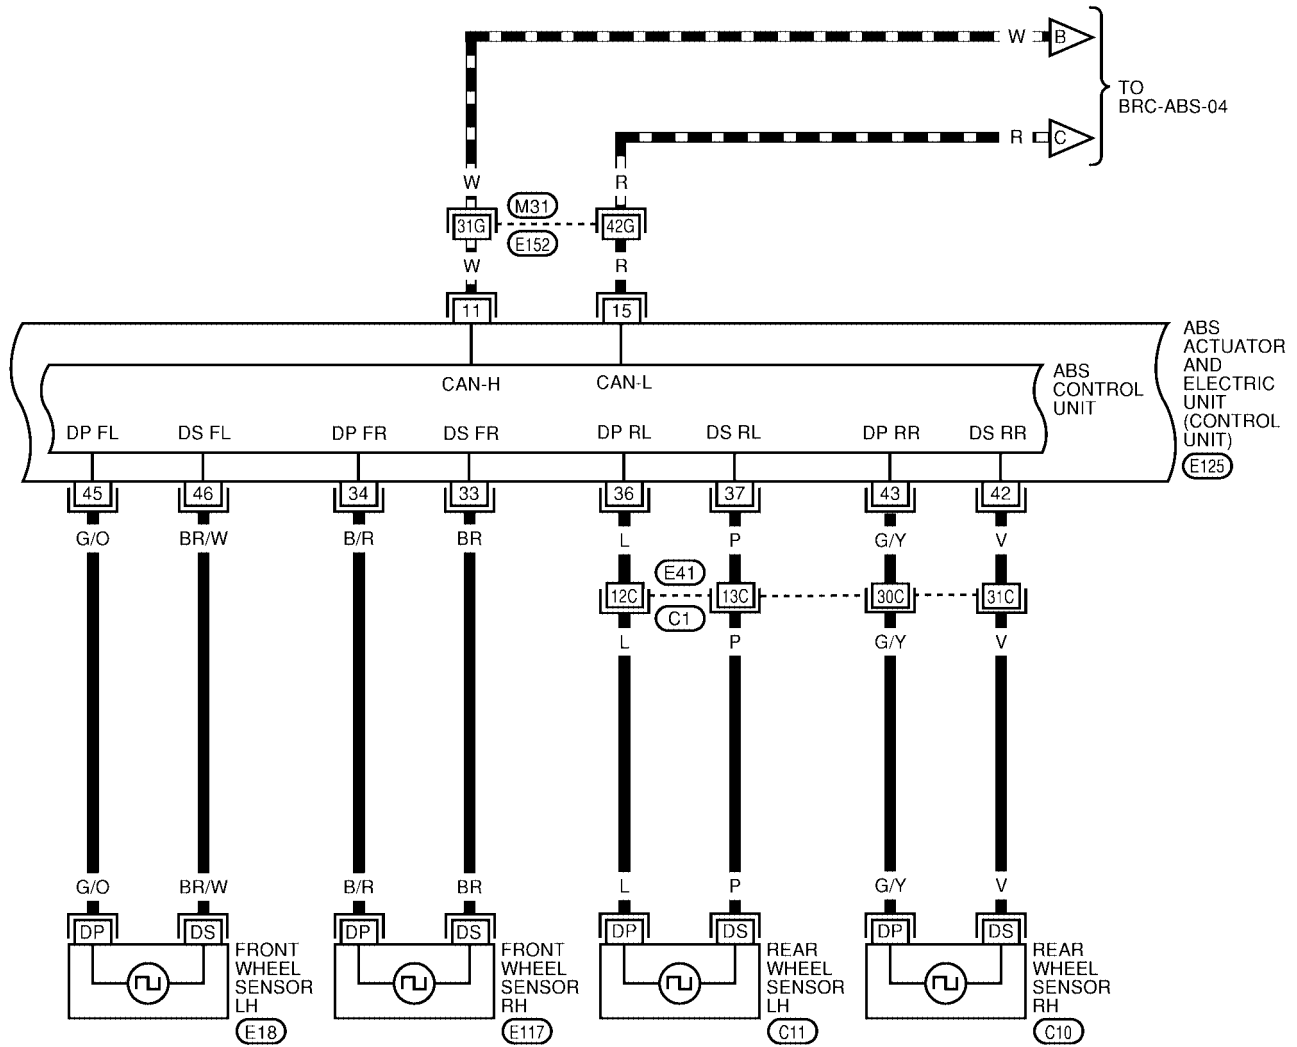 W B
TO
BRC-ABS-04
R C
W R
M31
31G 42G
E152
W R
11 15
ABS
ACTUATOR
AND
ELECTRIC
UNIT
(CONTROL
UNIT)
E125
ABS
CONTROL
UNIT
CAN-H CAN-L
DP FL DS FL DP FR DS FR DP RL DS RL DP RR DS RR
45 46 34 33 36 37 43 42
G/O BR/W B/R BR L P G/Y V
E41
12C 13C 30C 31C
C1
L P G/Y V
G/O BR/W B/R BR L P G/Y V
DP DS DP DS DP DS DP DS
FRONT
WHEEL
SENSOR
LH
E18
FRONT
WHEEL
SENSOR
RH
E117
REAR
WHEEL
SENSOR
LH
C11
REAR
WHEEL
SENSOR
RH
C10